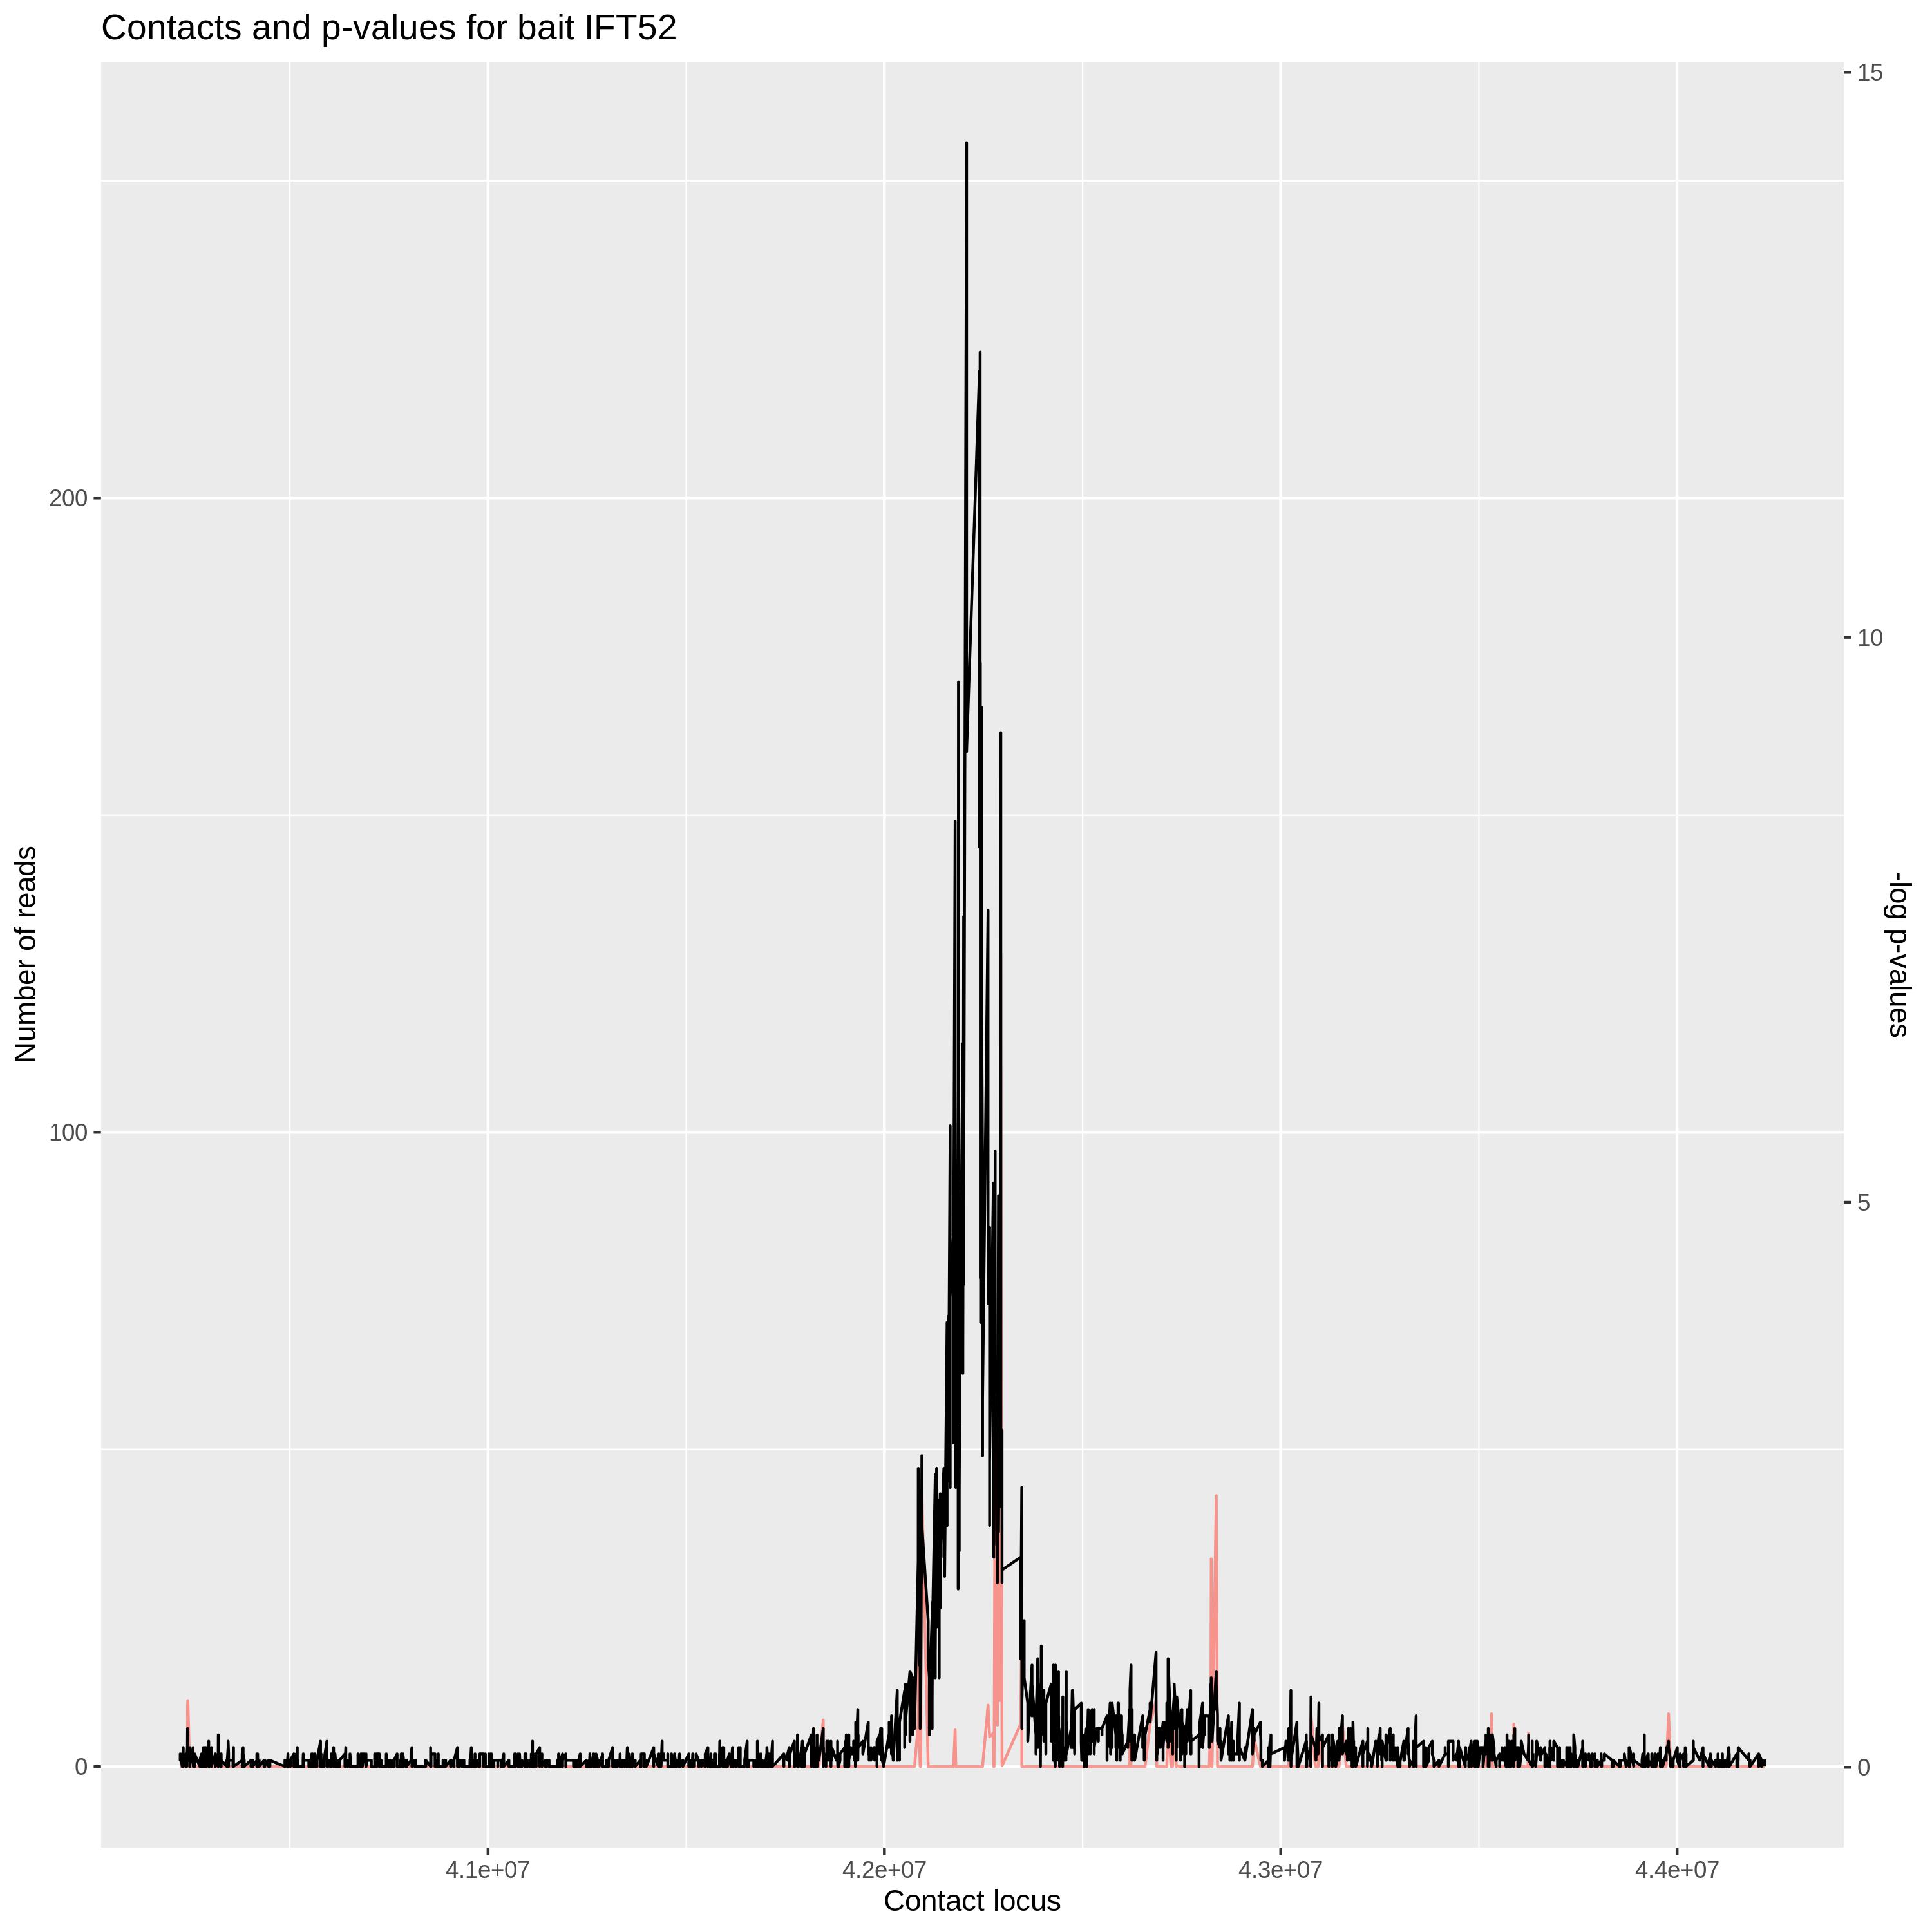 Contacts and p-values for bait IFT52
15
200
10
Number of reads
-log p-values
100
5
0
0
4.1e+07
4.2e+07
4.3e+07
4.4e+07
Contact locus